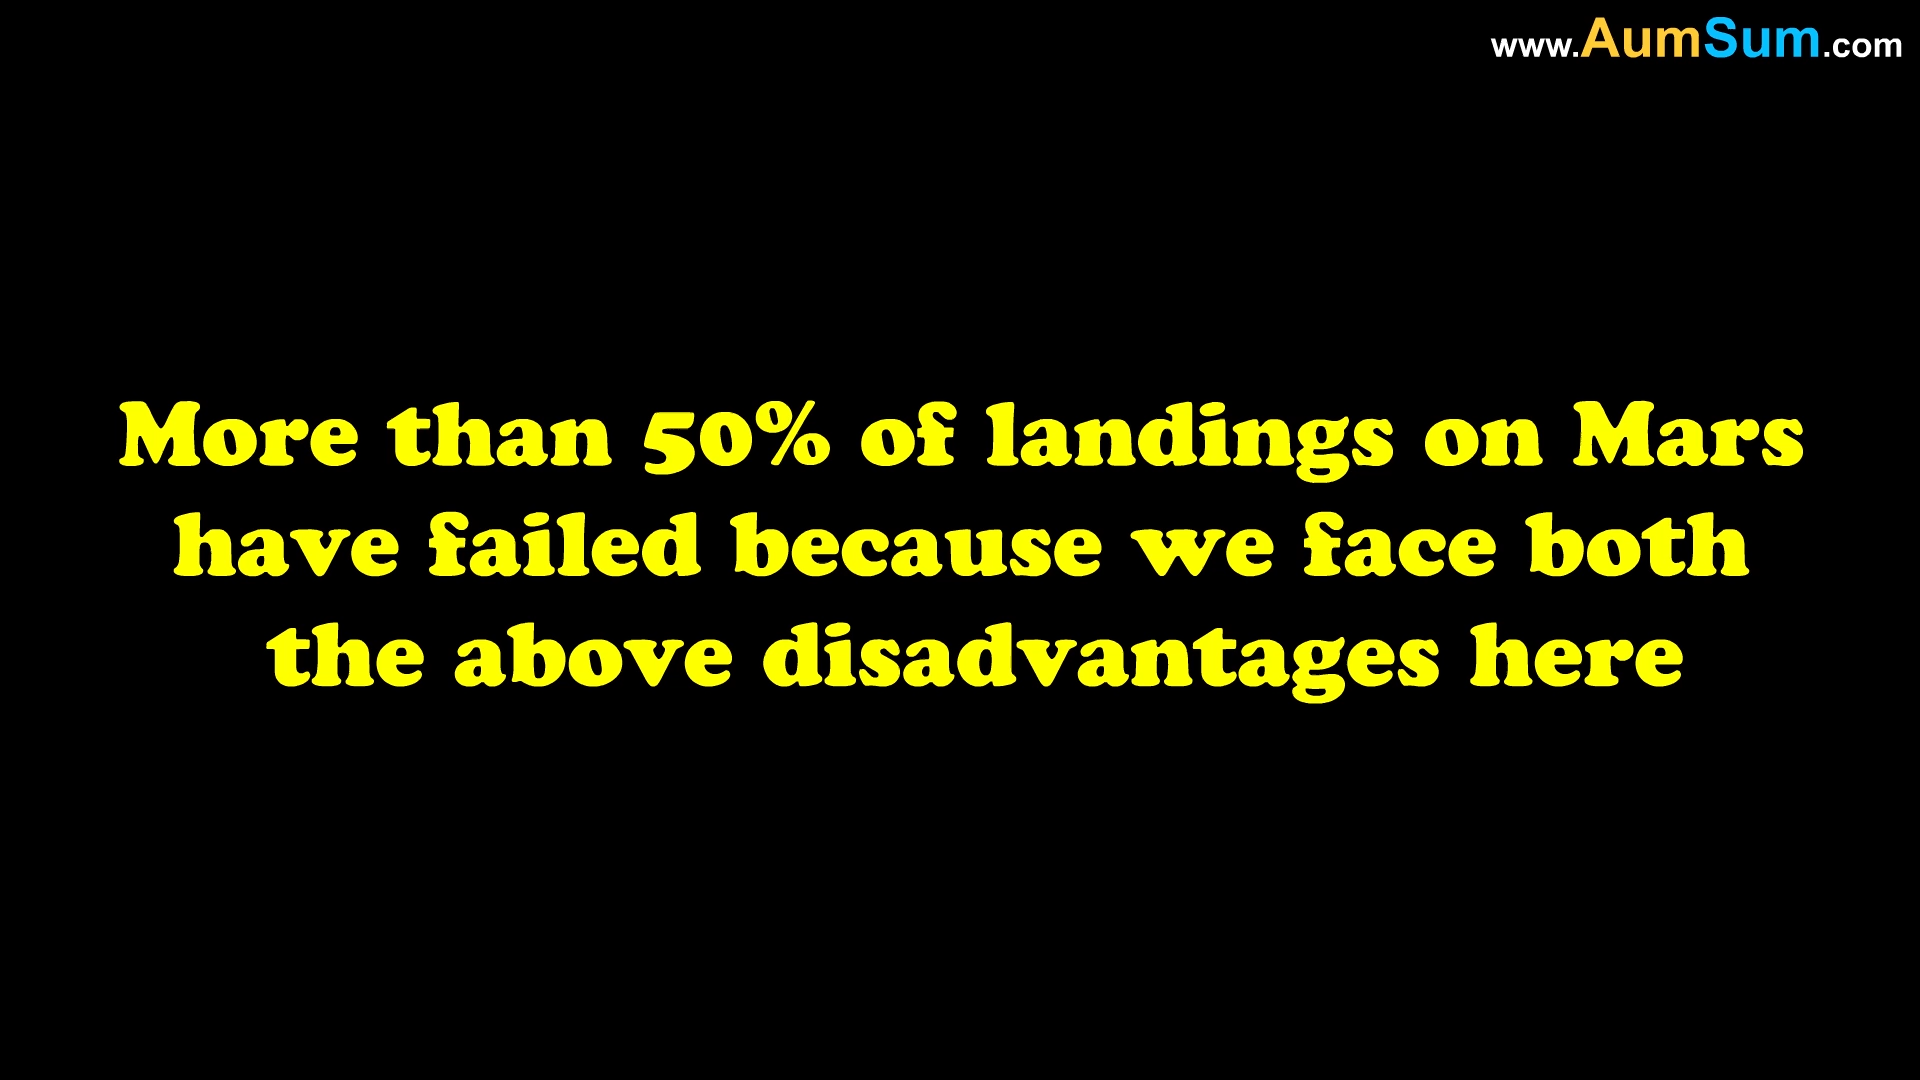 www.AumSum.com
More than 50% of landings on Mars
have failed because we face both
the above disadvantages here